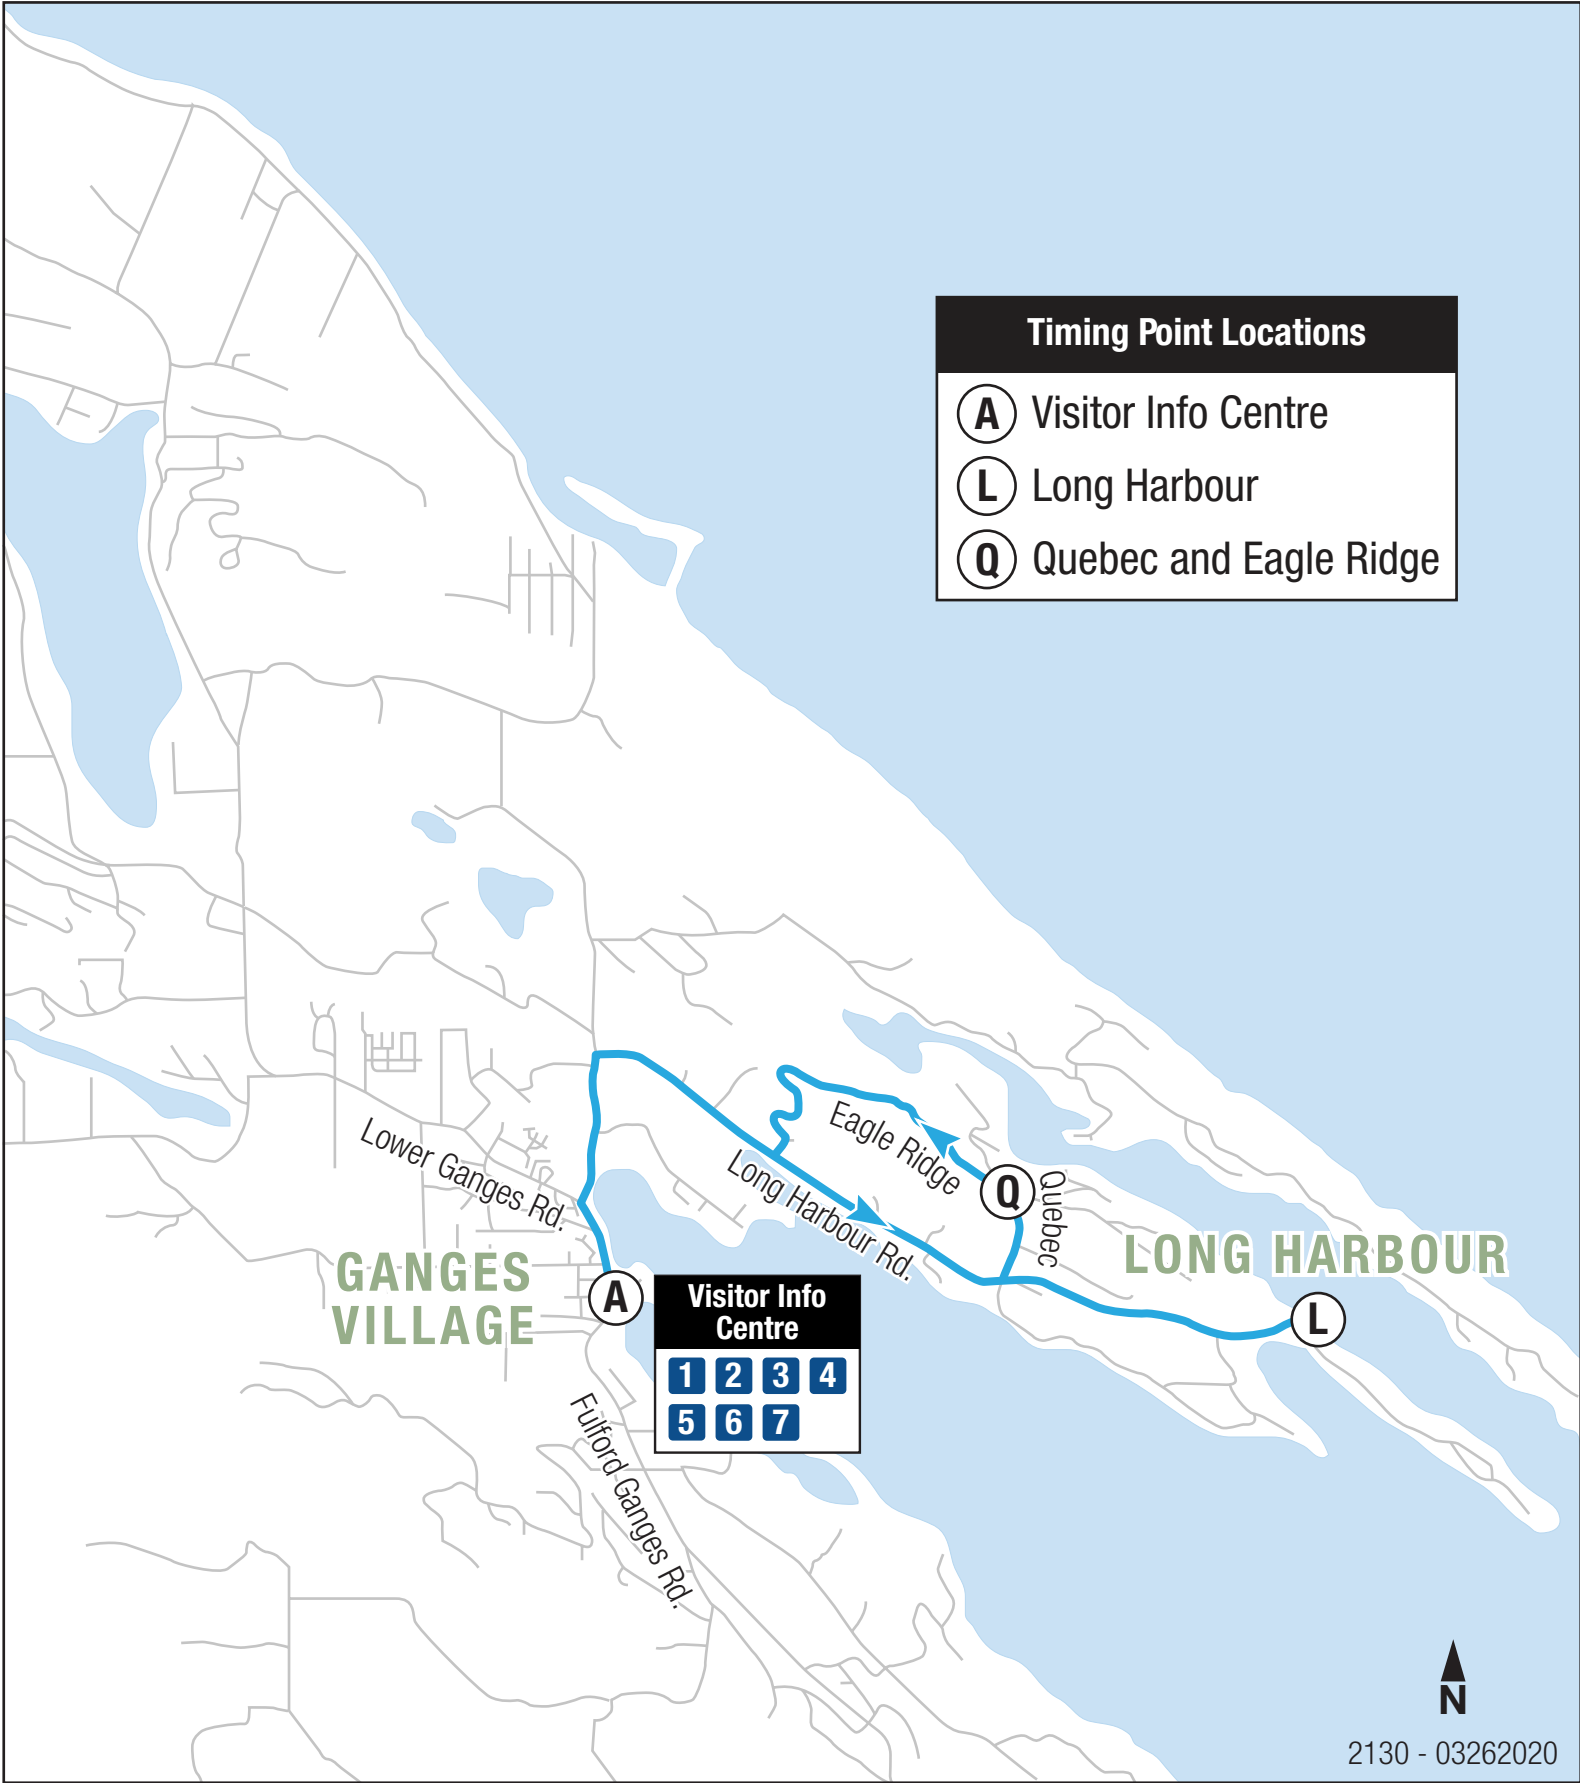 Timing Point Locations
A Visitor Info Centre
L Long Harbour
Q Quebec and Eagle Ridge
Eagle Ridge
Lower Ganges Rd.
Long Harbour Rd.
Q
Quebec
GANGES
VILLAGE
LONG HARBOUR
A
L
Visitor Info
Centre
1 2 3 4
5 6 7
Fulford-Ganges Rd.
N
2130 - 03262020